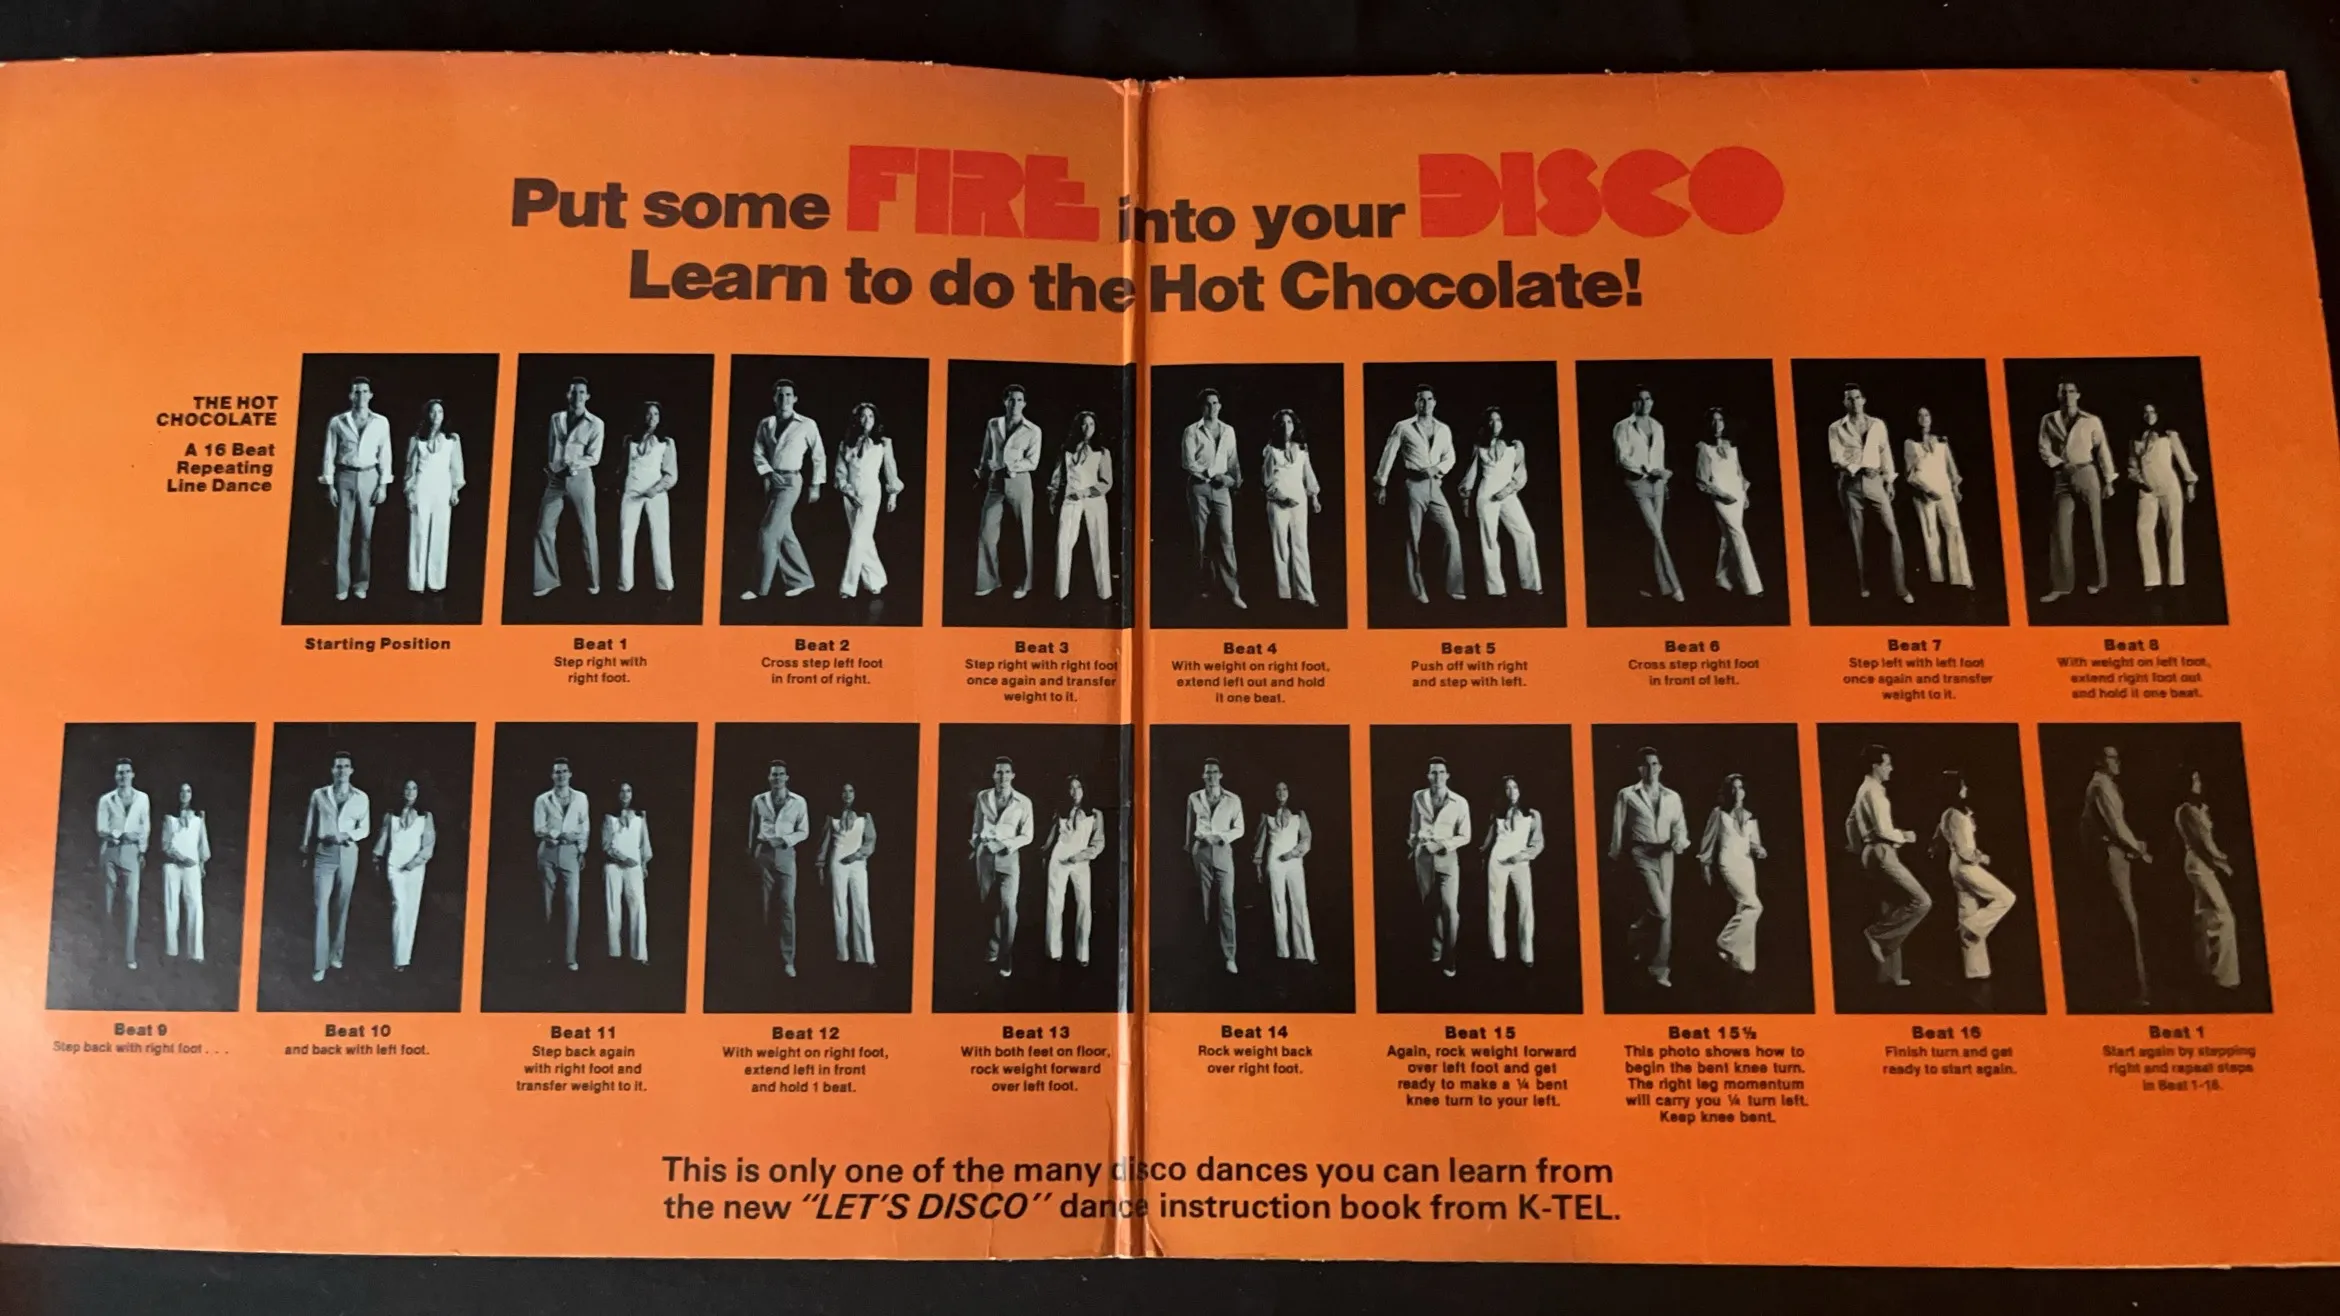 Put some FIRE into your DISCO
Learn to do the Hot Chocolate!
THE HOT
CHOCOLATE
A 16 Beat
Repeating
Line Dance
Starting Position
Beat 1
Step right with
right foot.
Beat 2
Cross step left foot
in front of right.
Beat 3
Step right with right foot
once again and transfer
weight to it.
Beat 4
With weight on right foot,
extend left out and hold
it one beat.
Beat 5
Push off with right
and step with left.
Beat 6
Cross step right foot
in front of left.
Beat 7
Step left with left foot
once again and transfer
weight to it.
Beat 8
With weight on left foot,
extend right foot out
and hold it one beat.
Beat 9
Step back with right foot . . .
Beat 10
and back with left foot.
Beat 11
Step back again
with right foot and
transfer weight to it.
Beat 12
With weight on right foot,
extend left in front
and hold 1 beat.
Beat 13
With both feet on floor,
rock weight forward
over left foot.
Beat 14
Rock weight back
over right foot.
Beat 15
Again, rock weight forward
over left foot and get
ready to make a ¼ bent
knee turn to your left.
Beat 15½
This photo shows how to
begin the bent knee turn.
The right leg momentum
will carry you ¼ turn left.
Keep knee bent.
Beat 16
Finish turn and get
ready to start again.
Beat 1
Start again by stepping
right and repeat steps
in Beat 1-16.
This is only one of the many disco dances you can learn from
the new "LET'S DISCO" dance instruction book from K-TEL.